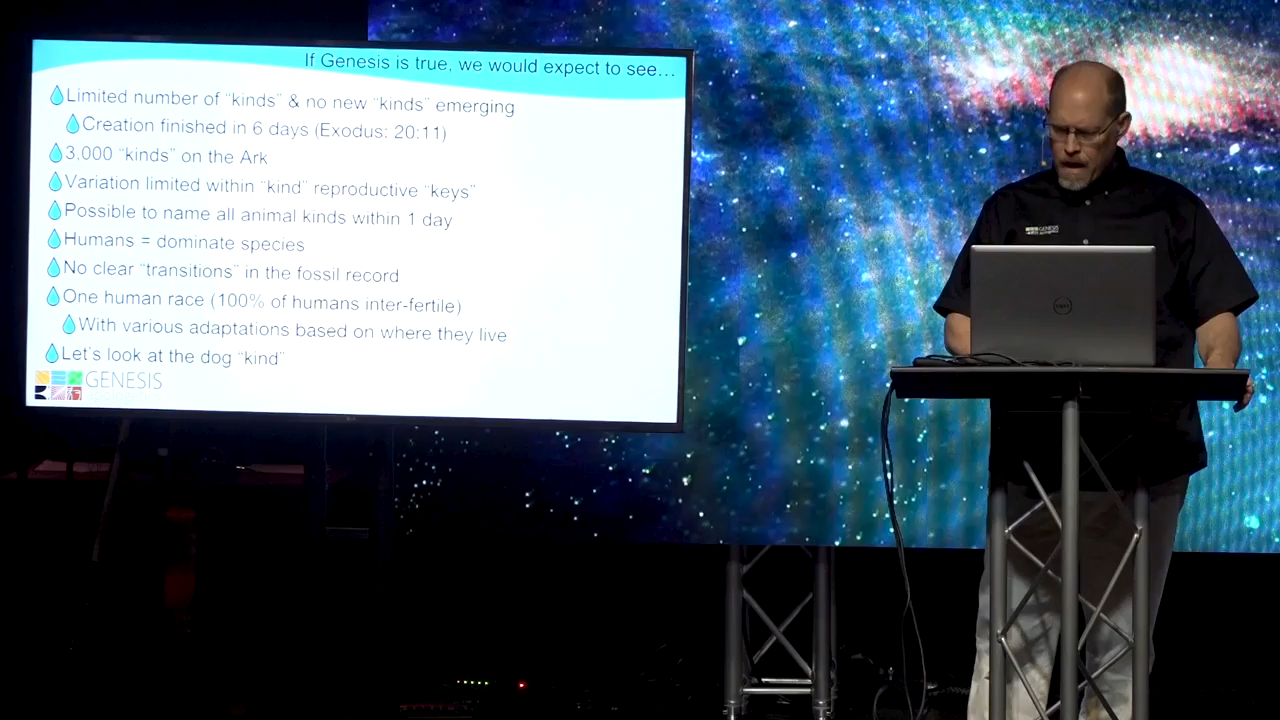 If Genesis is true, we would expect to see…
Limited number of “kinds” & no new “kinds” emerging
Creation finished in 6 days (Exodus: 20:11)
3,000 “kinds” on the Ark
Variation limited within “kind” reproductive “keys”
Possible to name all animal kinds within 1 day
Humans = dominate species
No clear “transitions” in the fossil record
One human race (100% of humans inter-fertile)
With various adaptations based on where they live
Let’s look at the dog “kind”
GENESIS
GENESIS
DELL